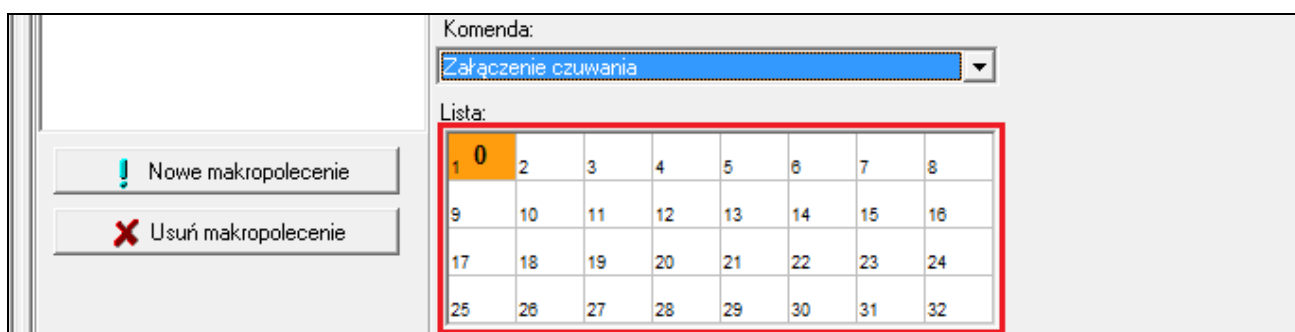 Komenda:
Załączenie czuwania
Lista:
1 0 2 3 4 5 6 7 8
9 10 11 12 13 14 15 16
17 18 19 20 21 22 23 24
25 26 27 28 29 30 31 32
Nowe makropolecenie
Usuń makropolecenie